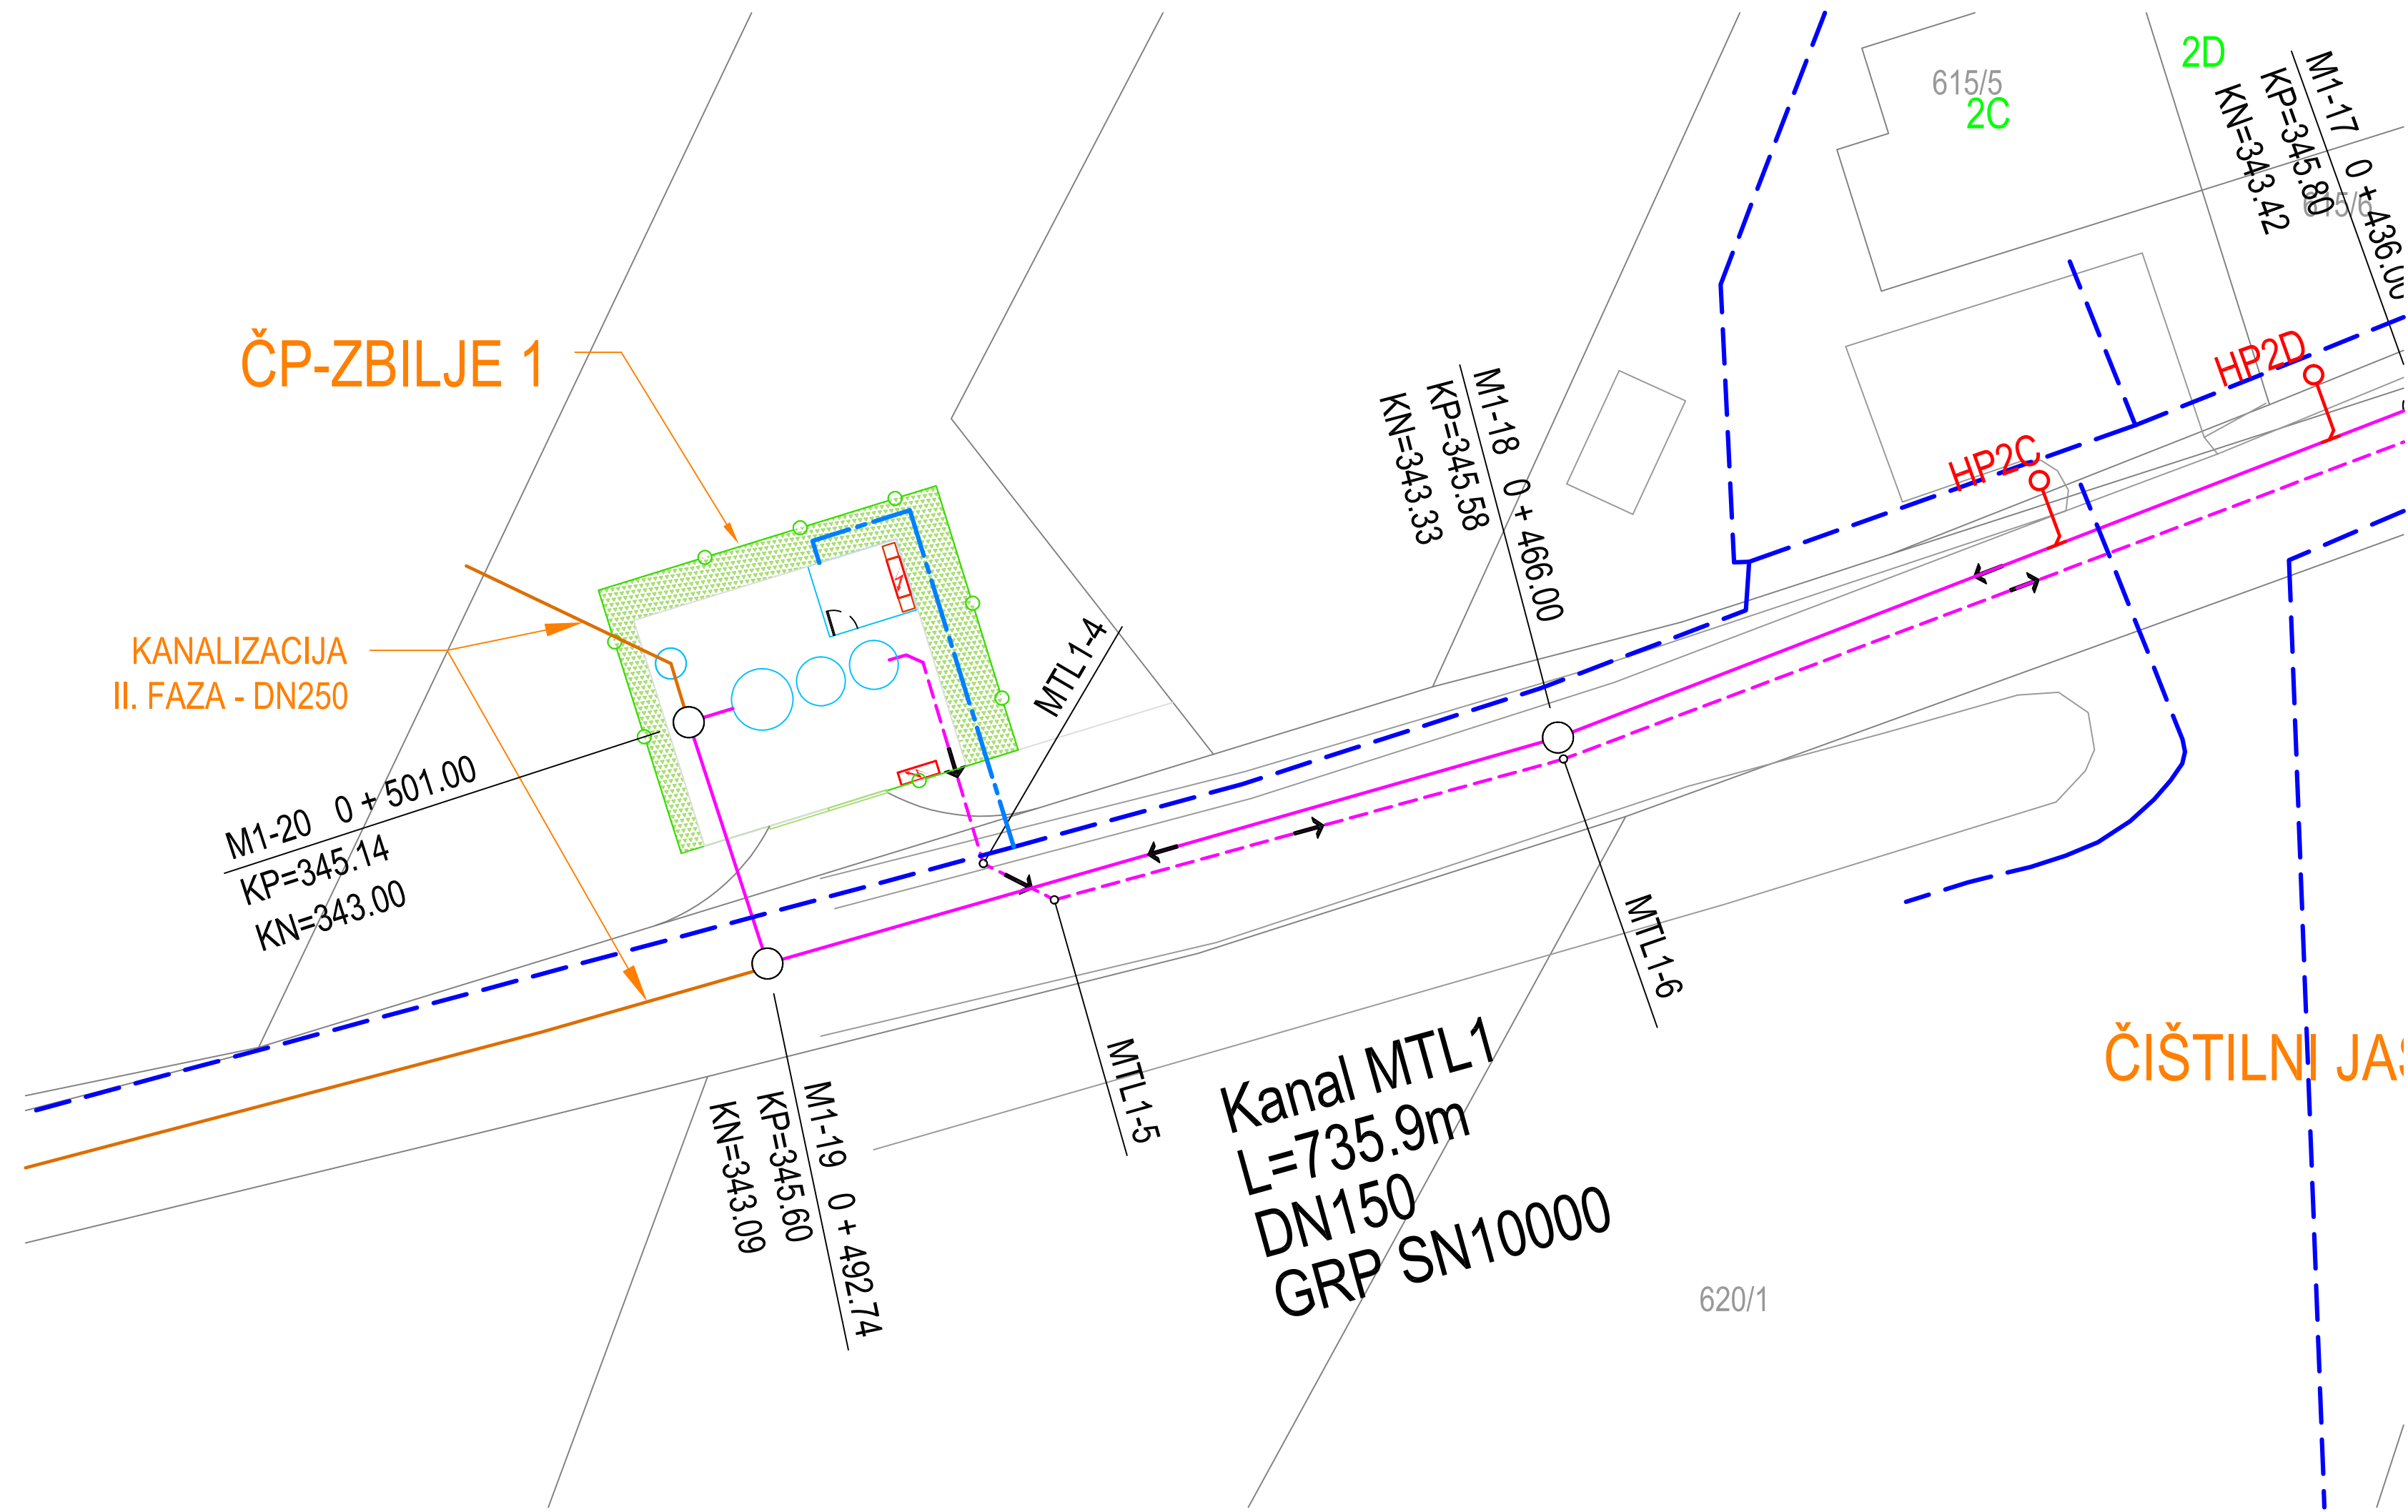 2D
615/5
2C
M1-17 0+436.00
KP=345.80
KN=343.42
615/6
ČP-ZBILJE 1
HP2D
M1-18 0+466.00
KP=345.58
KN=343.33
HP2C
MTL1-4
KANALIZACIJA
II. FAZA - DN250
M1-20 0+501.00
KP=345.14
KN=343.00
MTL1-6
ČIŠTILNI JAŠ
MTL1-5
M1-19 0+492.74
KP=345.60
KN=343.09
Kanal MTL1
L=735.9m
DN150
GRP SN10000
620/1